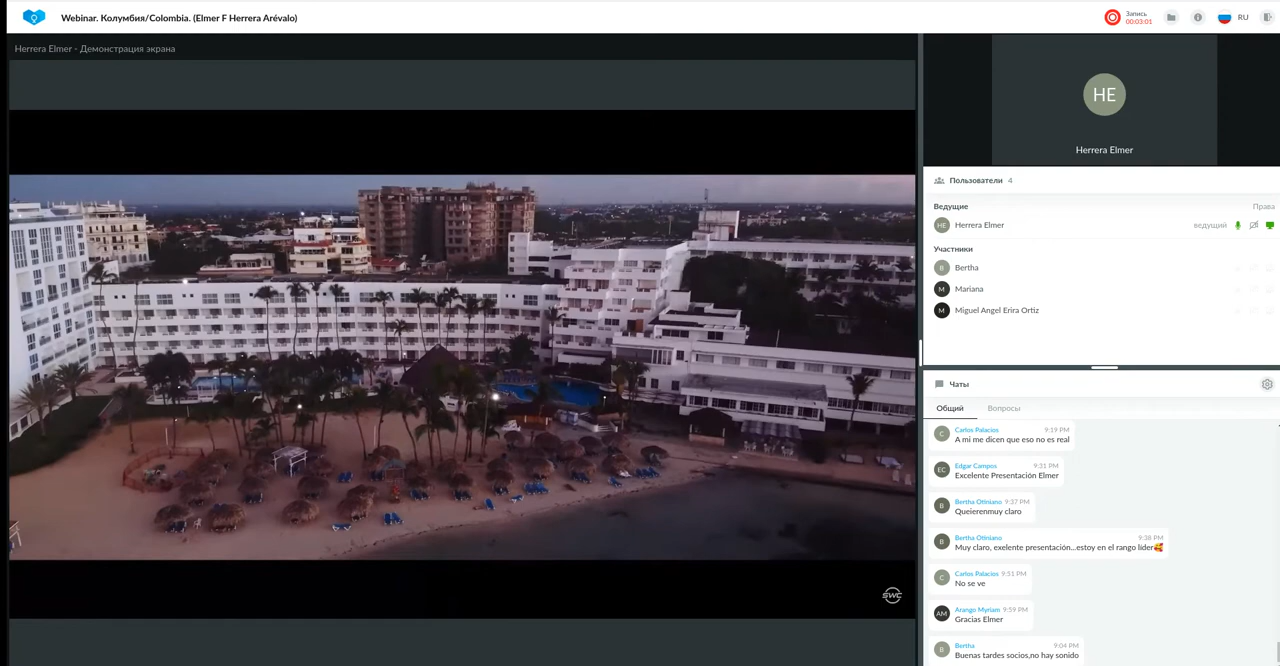 Webinar. Колумбия/Colombia. (Elmer F Herrera Arévalo)
Запись
00:03:01
RU
Herrera Elmer - Демонстрация экрана
HE
Herrera Elmer
Пользователи 4
Ведущие Права
HE Herrera Elmer ведущий
Участники
B Bertha
M Mariana
M Miguel Angel Erira Ortiz
Чаты
Общий Вопросы
C Carlos Palacios 9:19 PM
A mi me dicen que eso no es real
EC Edgar Campos 9:31 PM
Excelente Presentación Elmer
B Bertha Otiniano 9:37 PM
Queierenmuy claro
B Bertha Otiniano 9:38 PM
Muy claro, exelente presentación...estoy en el rango líder🥰
C Carlos Palacios 9:51 PM
No se ve
AM Arango Myriam 9:59 PM
Gracias Elmer
B Bertha 9:04 PM
Buenas tardes socios,no hay sonido
SWC